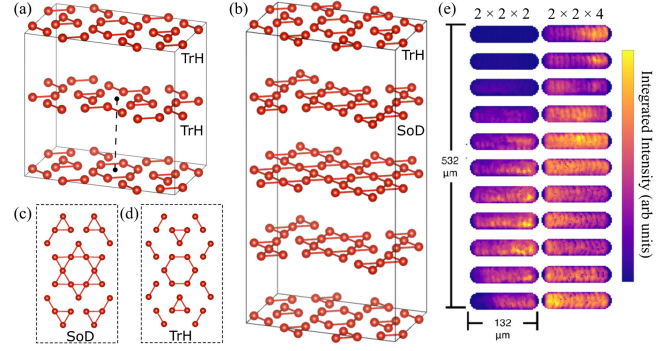 (a)
TrH
TrH
(b)
TrH
SoD
(c)
SoD
(d)
TrH
(e)
2 × 2 × 2
2 × 2 × 4
532
μm
132
μm
Integrated Intensity (arb units)